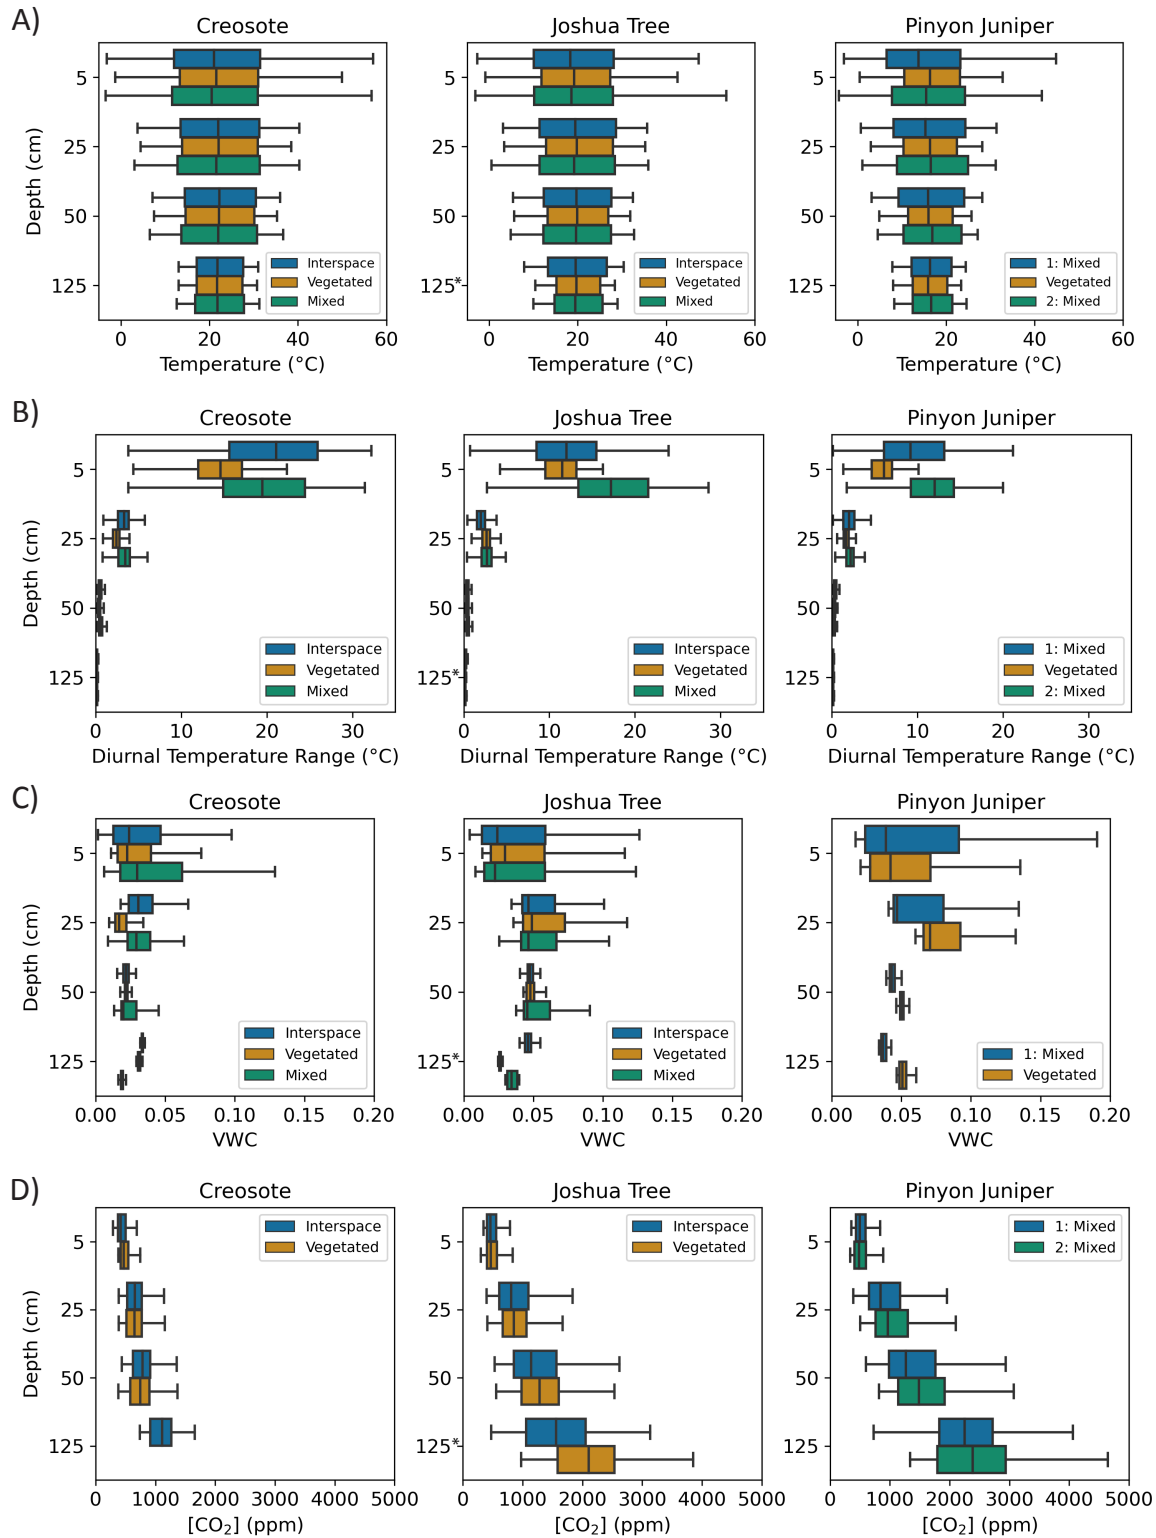 A)
Creosote Joshua Tree Pinyon Juniper
Depth (cm)
5
25
50
125
Interspace
Vegetated
Mixed
0 20 40 60
Temperature (°C)
5
25
50
125*
Interspace
Vegetated
Mixed
0 20 40 60
Temperature (°C)
5
25
50
125
1: Mixed
Vegetated
2: Mixed
0 20 40 60
Temperature (°C)
B)
Creosote Joshua Tree Pinyon Juniper
Depth (cm)
5
25
50
125
Interspace
Vegetated
Mixed
0 10 20 30
Diurnal Temperature Range (°C)
5
25
50
125*
Interspace
Vegetated
Mixed
0 10 20 30
Diurnal Temperature Range (°C)
5
25
50
125
1: Mixed
Vegetated
2: Mixed
0 10 20 30
Diurnal Temperature Range (°C)
C)
Creosote Joshua Tree Pinyon Juniper
Depth (cm)
5
25
50
125
Interspace
Vegetated
Mixed
0.00 0.05 0.10 0.15 0.20
VWC
5
25
50
125*
Interspace
Vegetated
Mixed
0.00 0.05 0.10 0.15 0.20
VWC
5
25
50
125
1: Mixed
Vegetated
0.00 0.05 0.10 0.15 0.20
VWC
D)
Creosote Joshua Tree Pinyon Juniper
Depth (cm)
5
25
50
125
Interspace
Vegetated
0 1000 2000 3000 4000 5000
[CO₂] (ppm)
5
25
50
125*
Interspace
Vegetated
0 1000 2000 3000 4000 5000
[CO₂] (ppm)
5
25
50
125
1: Mixed
2: Mixed
0 1000 2000 3000 4000 5000
[CO₂] (ppm)